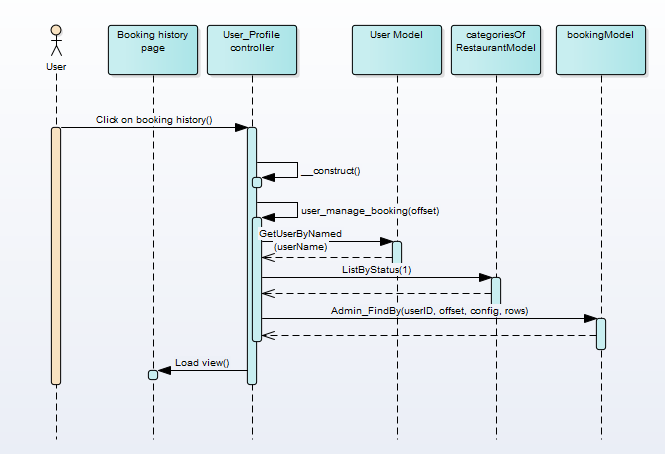 Booking history
page
User_Profile
controller
User Model
categoriesOf
RestaurantModel
bookingModel
User
Click on booking history()
__construct()
user_manage_booking(offset)
GetUserByNamed
(userName)
ListByStatus(1)
Admin_FindBy(userID, offset, config, rows)
Load view()